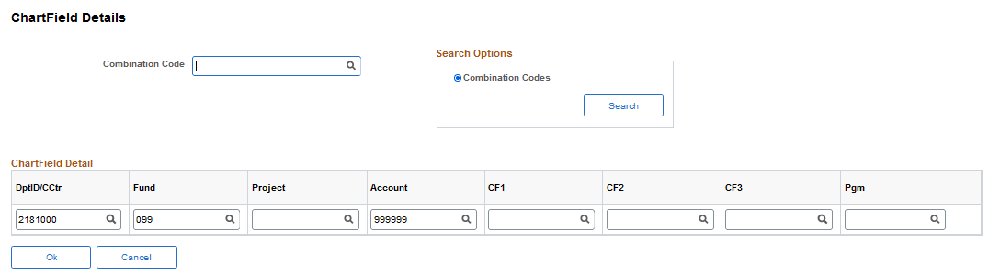 ChartField Details
Combination Code
Search Options
Combination Codes
Search
ChartField Detail
DptID/CCtr Fund Project Account CF1 CF2 CF3 Pgm
2181000 099 999999
Ok Cancel